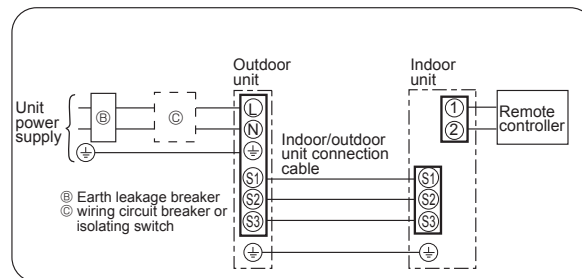 Outdoor
unit
Indoor
unit
Unit
power
supply
Ⓑ
Ⓒ
L
N
S1
S2
S3
Indoor/outdoor
unit connection
cable
S1
S2
S3
1
2
Remote
controller
Ⓑ Earth leakage breaker
Ⓒ wiring circuit breaker or
isolating switch